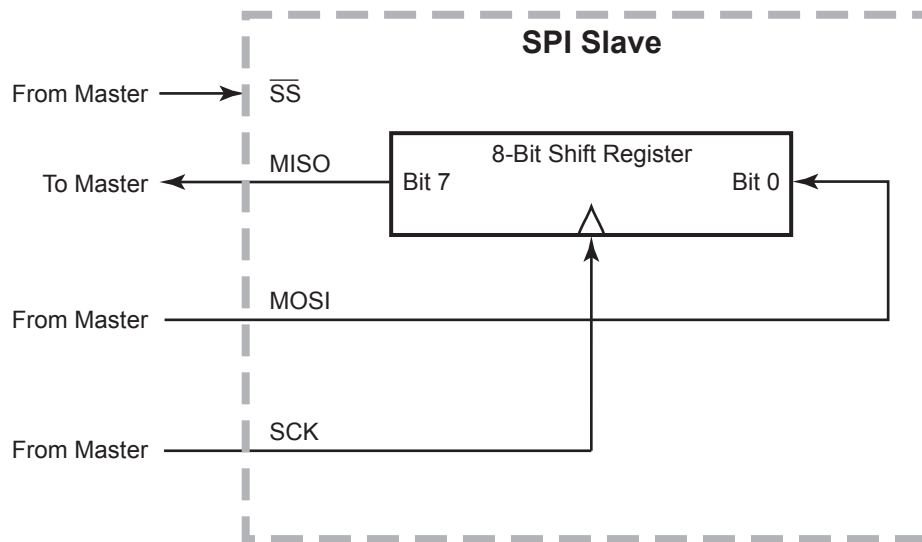 SPI Slave
From Master
S̅S̅
8-Bit Shift Register
MISO
To Master
Bit 7
Bit 0
MOSI
From Master
SCK
From Master